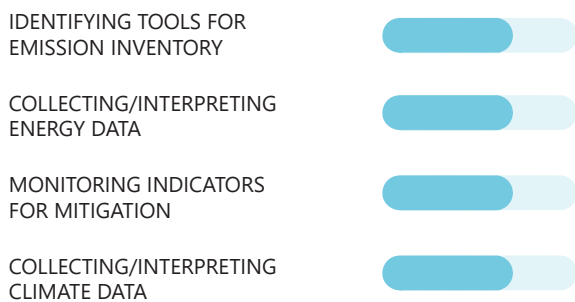 IDENTIFYING TOOLS FOR
EMISSION INVENTORY
COLLECTING/INTERPRETING
ENERGY DATA
MONITORING INDICATORS
FOR MITIGATION
COLLECTING/INTERPRETING
CLIMATE DATA